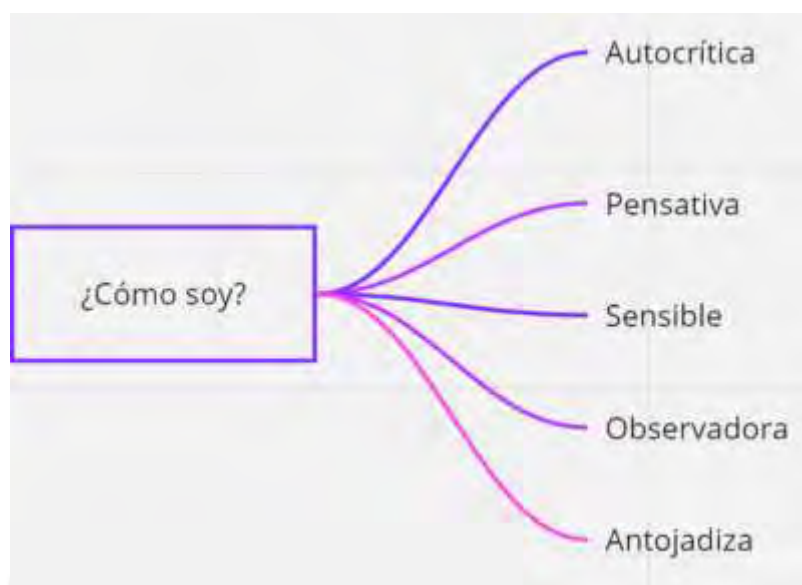 ¿Cómo soy?
Autocrítica
Pensativa
Sensible
Observadora
Antojadiza